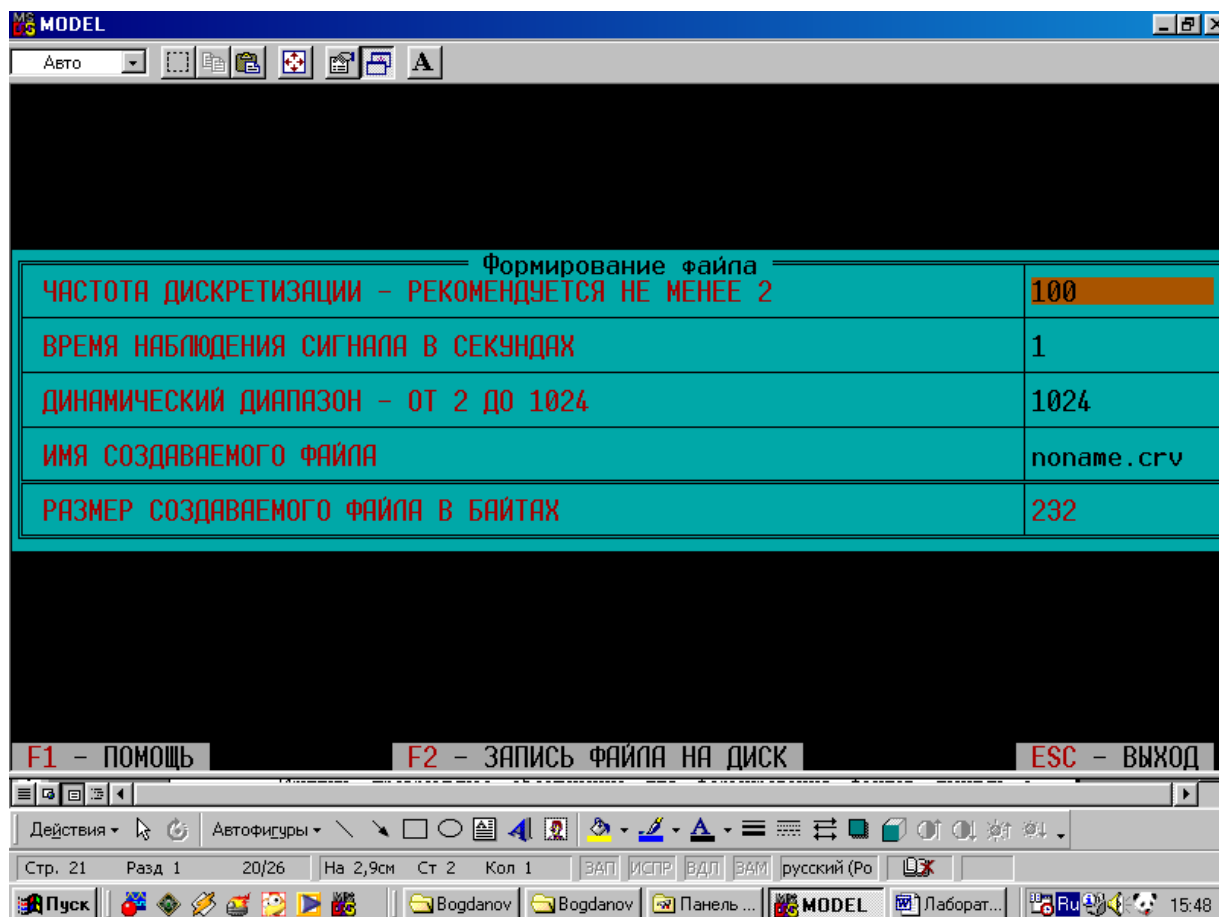 MODEL
Авто
A
Формирование файла
ЧАСТОТА ДИСКРЕТИЗАЦИИ - РЕКОМЕНДУЕТСЯ НЕ МЕНЕЕ 2 100
ВРЕМЯ НАБЛЮДЕНИЯ СИГНАЛА В СЕКУНДАХ 1
ДИНАМИЧЕСКИЙ ДИАПАЗОН - ОТ 2 ДО 1024 1024
ИМЯ СОЗДАВАЕМОГО ФАЙЛА noname.crv
РАЗМЕР СОЗДАВАЕМОГО ФАЙЛА В БАЙТАХ 232
F1 - ПОМОЩЬ F2 - ЗАПИСЬ ФАЙЛА НА ДИСК ESC - ВЫХОД
Действия Автофигуры
Стр. 21 Разд 1 20/26 На 2,9см Ст 2 Кол 1 ЗАП ИСПР ВДЛ ЗАМ русский (Ро
Пуск Bogdanov Bogdanov Панель ... MODEL Лаборат... Ru 15:48